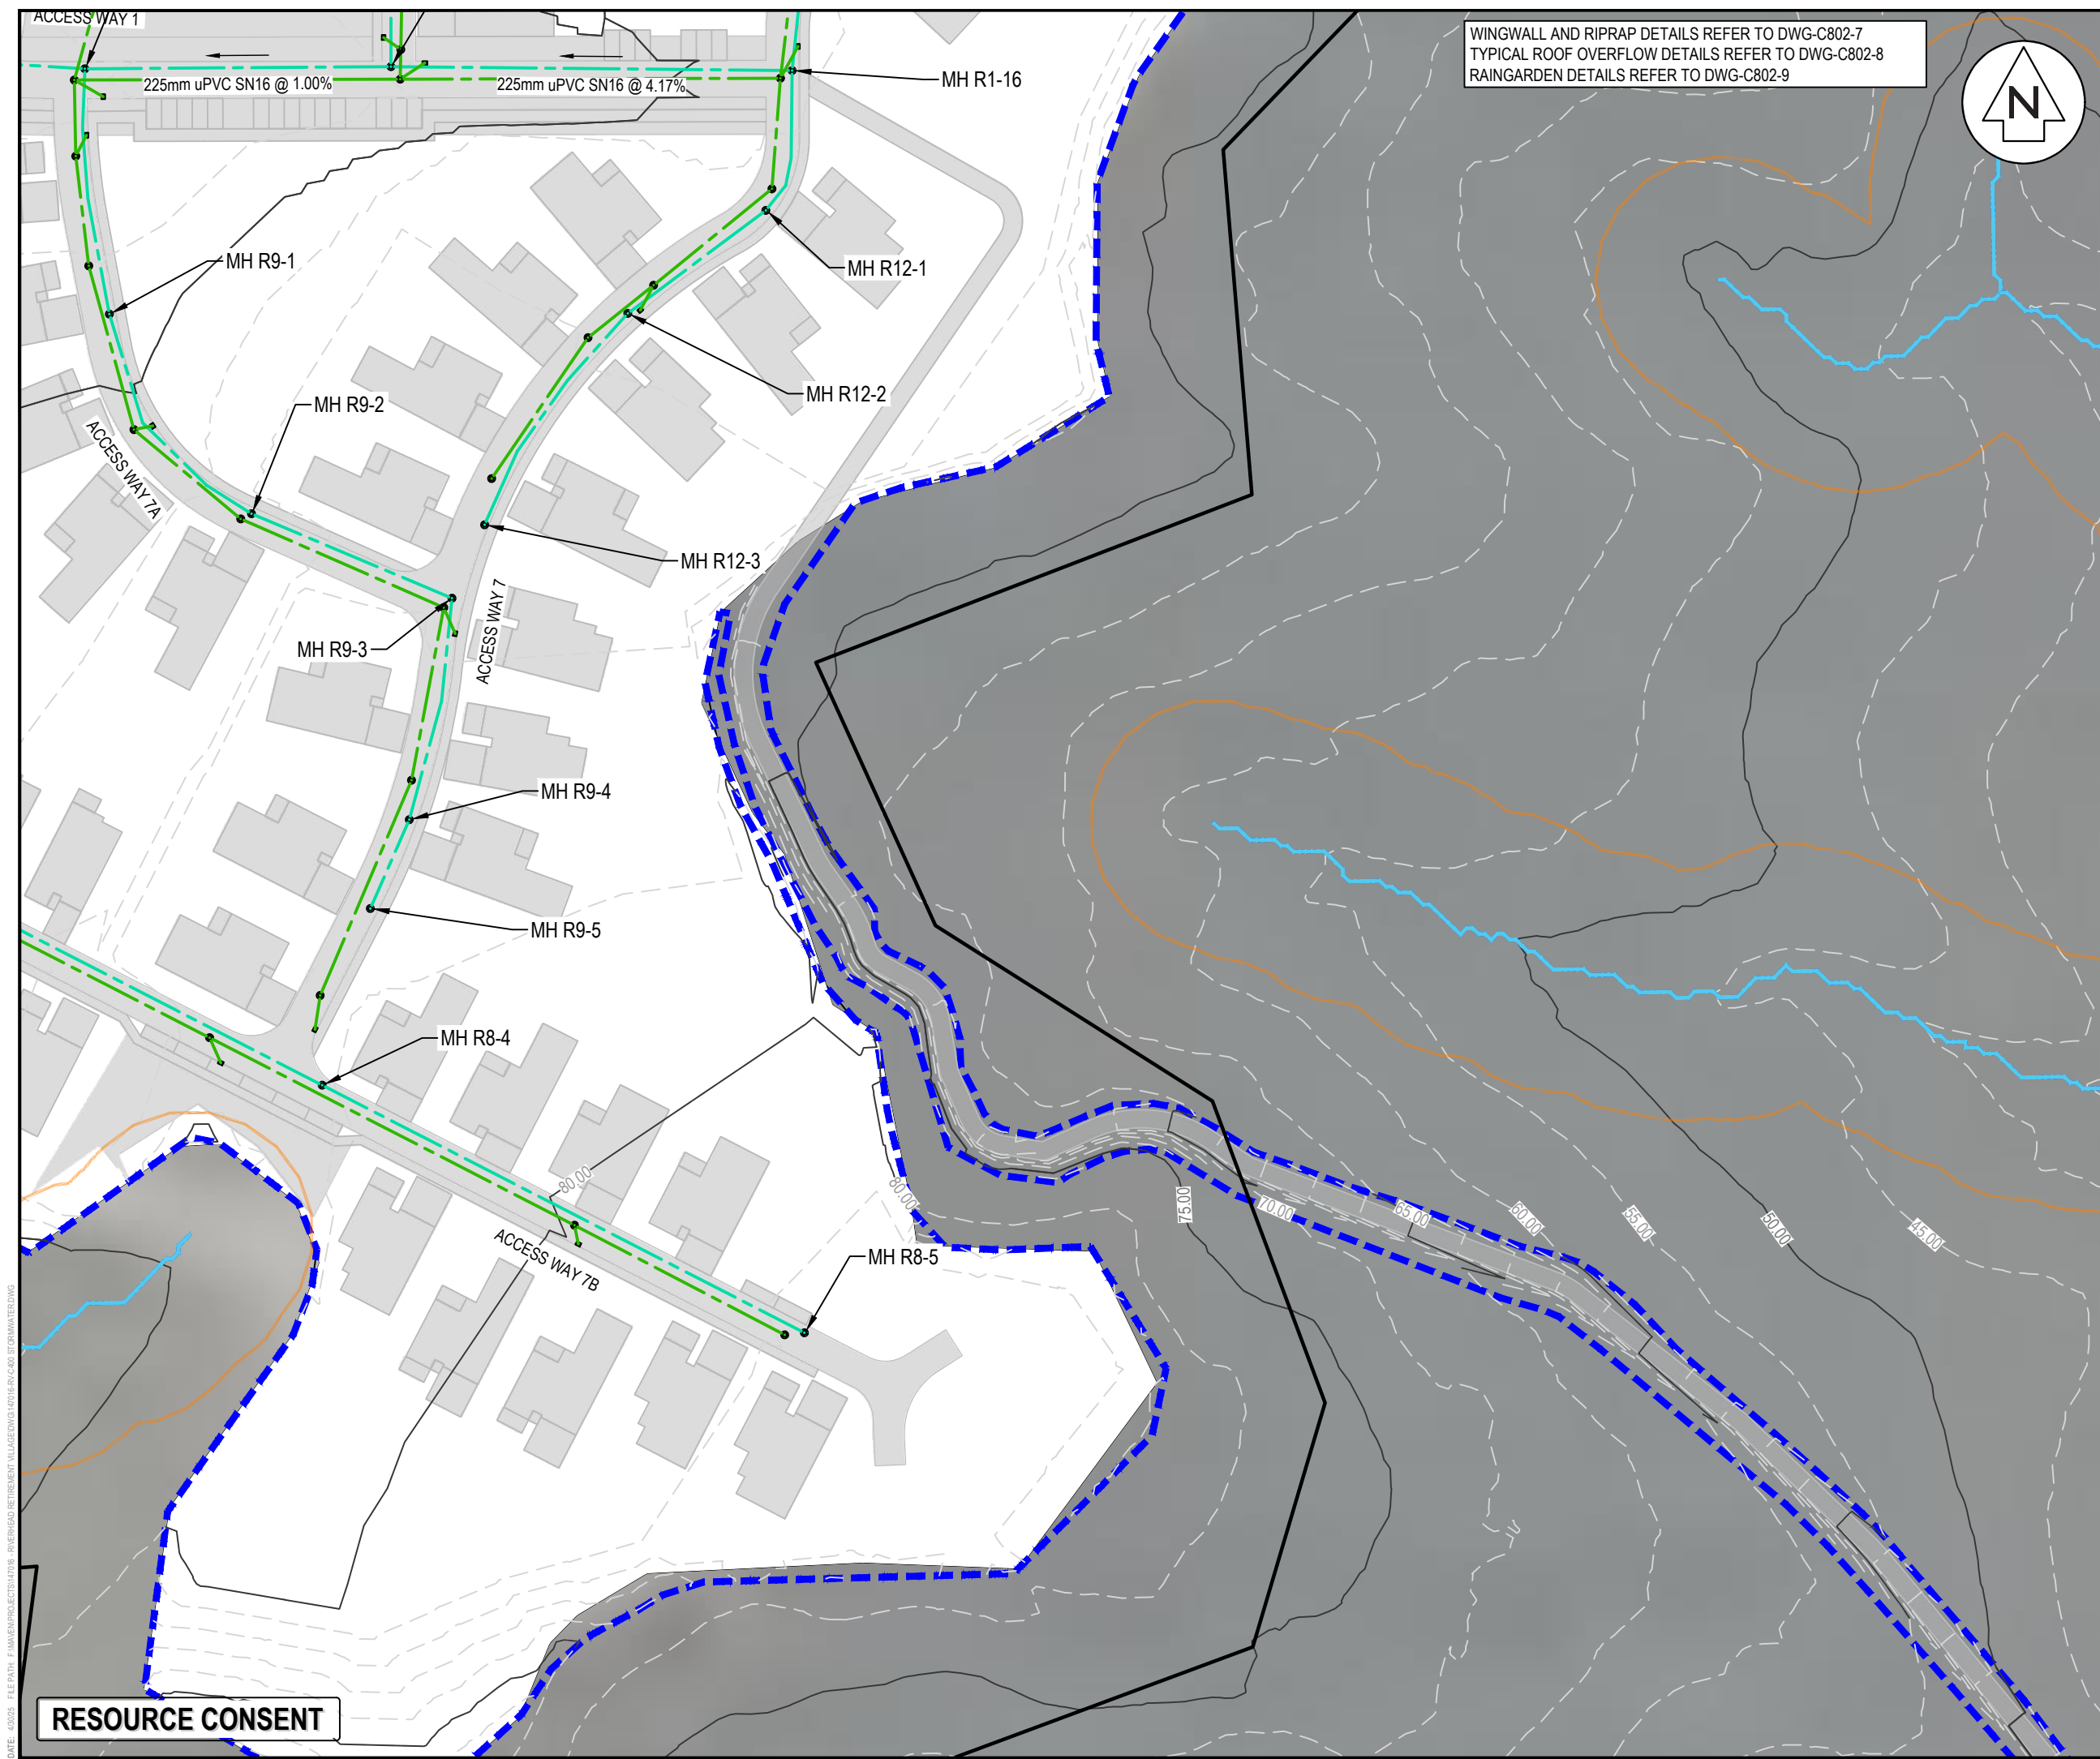 ACCESS WAY 1
WINGWALL AND RIPRAP DETAILS REFER TO DWG-C802-7
TYPICAL ROOF OVERFLOW DETAILS REFER TO DWG-C802-8
RAINGARDEN DETAILS REFER TO DWG-C802-9
N
225mm uPVC SN16 @ 1.00%
225mm uPVC SN16 @ 4.17%
MH R1-16
MH R9-1
MH R12-1
MH R9-2
MH R12-2
ACCESS WAY 7A
MH R12-3
MH R9-3
ACCESS WAY 7
MH R9-4
MH R9-5
MH R8-4
80.00
80.00
75.00
70.00
65.00
60.00
55.00
50.00
45.00
ACCESS WAY 7B
MH R8-5
RESOURCE CONSENT